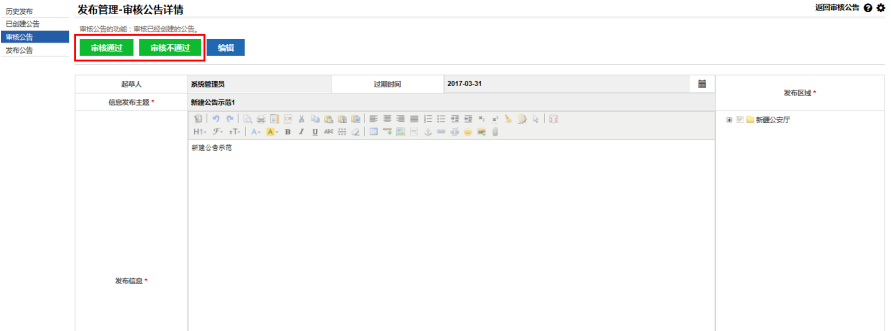 历史发布
已创建公告
审核公告
发布公告
发布管理-审核公告详情
返回审核公告
审核公告的功能：审核已经创建的公告。
审核通过 审核不通过 编辑
起草人 系统管理员 过期时间 2017-03-31
发布区域 *
信息发布主题 * 新建公告示范1
H1 F тT A A B I U ABC
新疆公安厅
新建公告示范
发布信息 *